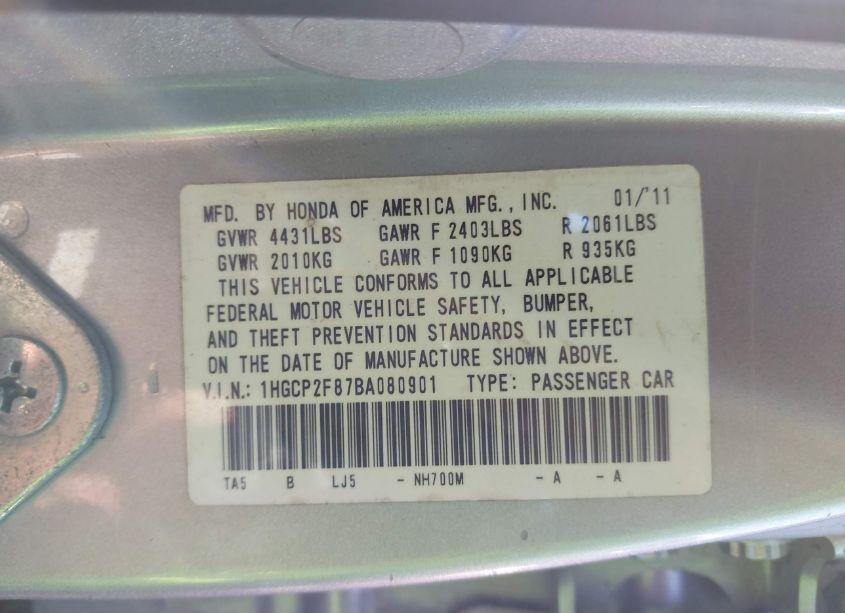 MFD. BY HONDA OF AMERICA MFG., INC. 01/'11
GVWR 4431LBS GAWR F 2403LBS R 2061LBS
GVWR 2010KG GAWR F 1090KG R 935KG
THIS VEHICLE CONFORMS TO ALL APPLICABLE
FEDERAL MOTOR VEHICLE SAFETY, BUMPER,
AND THEFT PREVENTION STANDARDS IN EFFECT
ON THE DATE OF MANUFACTURE SHOWN ABOVE.
V.I.N.: 1HGCP2F87BA080901 TYPE: PASSENGER CAR
TA5 B LJ5 - NH700M - A - A